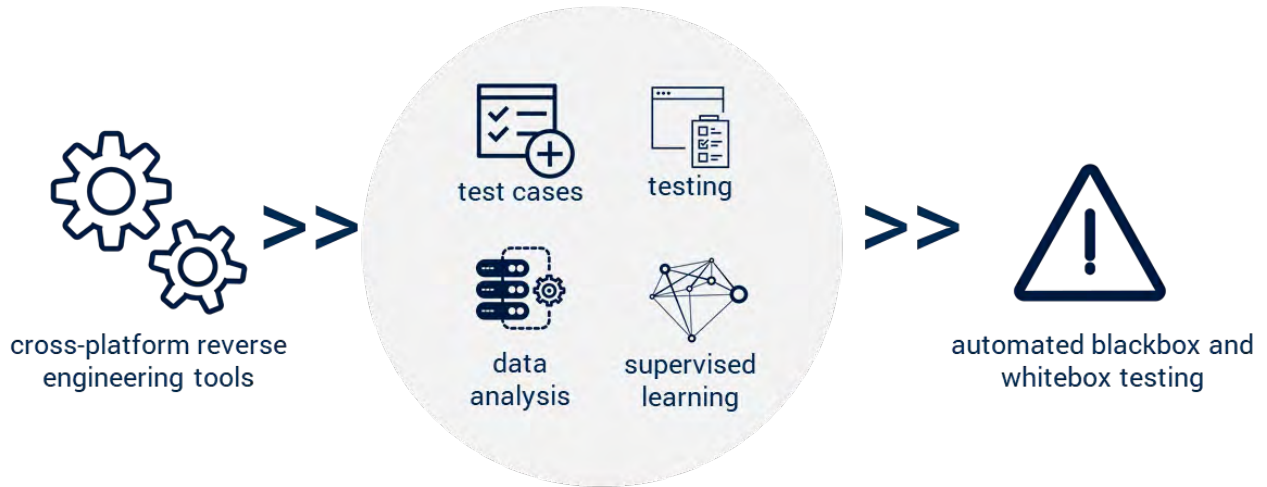 test cases
testing
>>
>>
cross-platform reverse
engineering tools
data
analysis
supervised
learning
automated blackbox and
whitebox testing